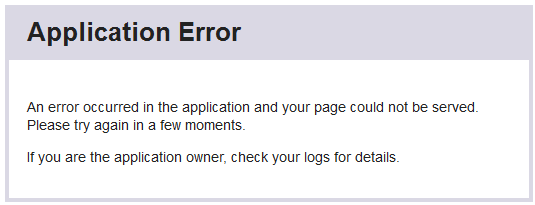 Application Error
An error occurred in the application and your page could not be served.
Please try again in a few moments.
If you are the application owner, check your logs for details.